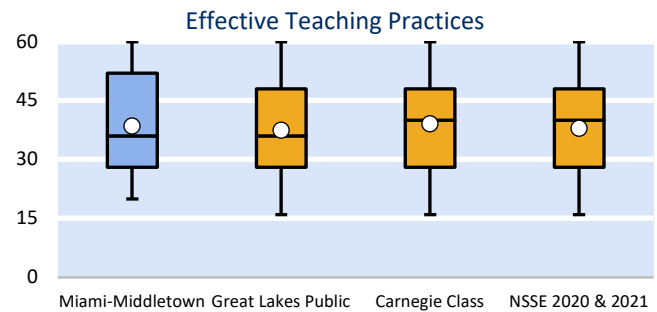 Effective Teaching Practices
60
45
30
15
0
Miami-Middletown Great Lakes Public Carnegie Class NSSE 2020 & 2021